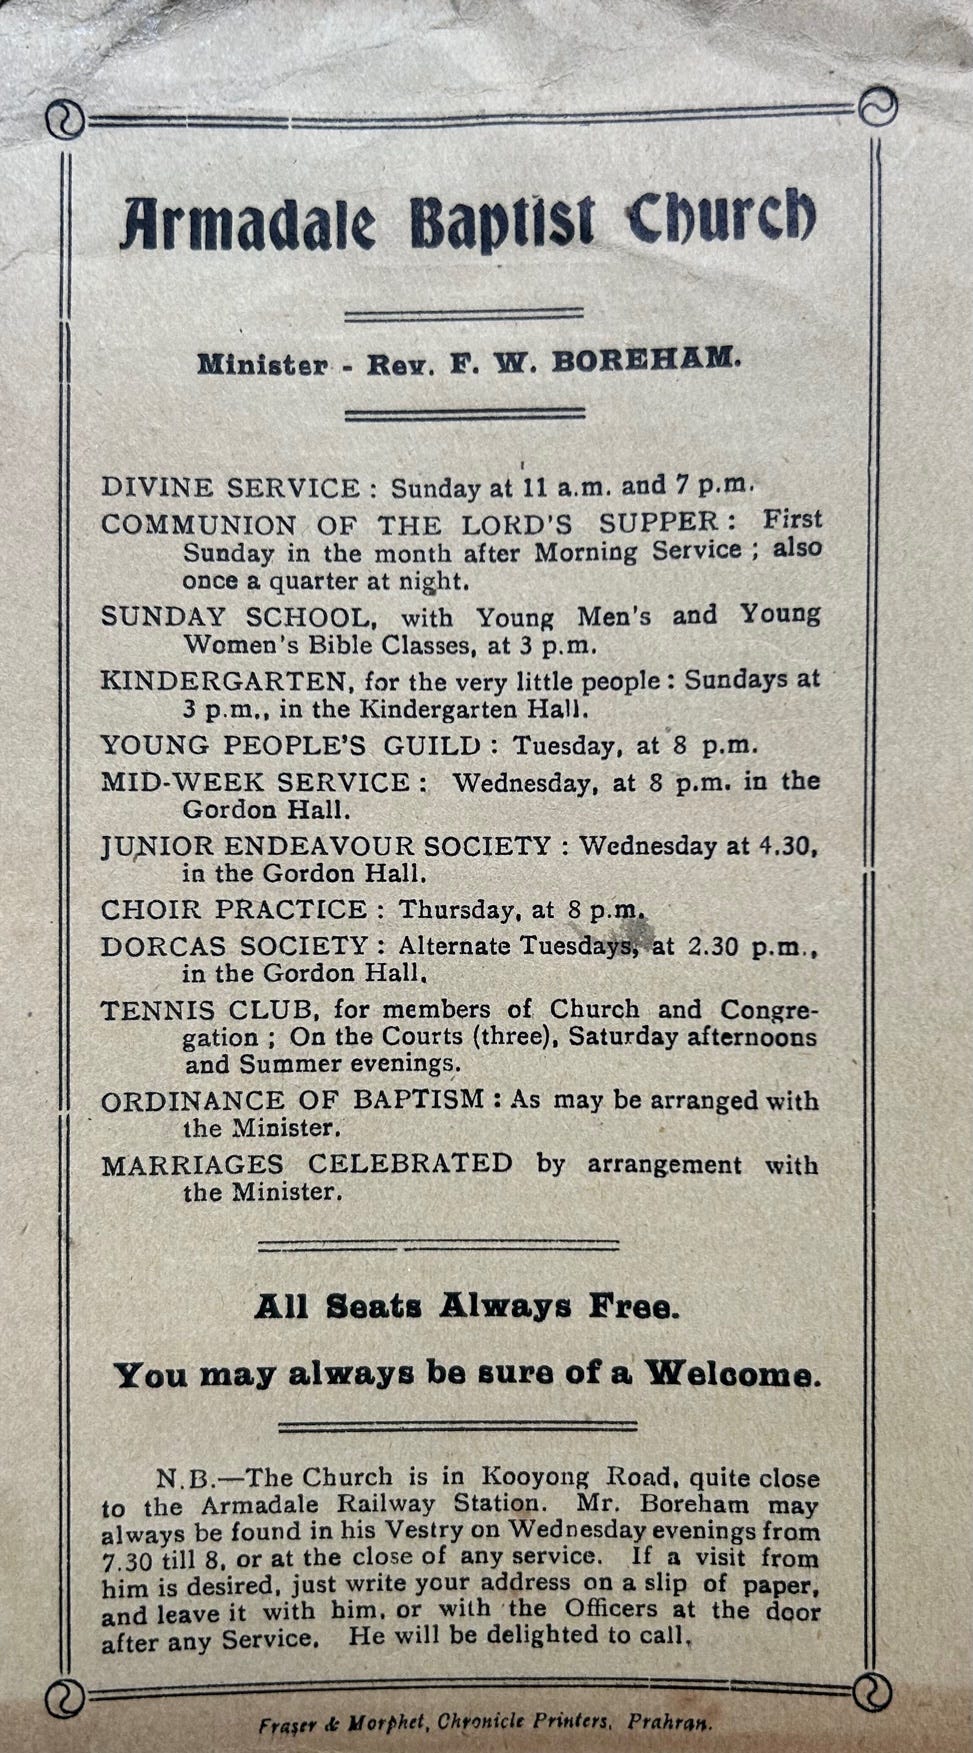 Armadale Baptist Church
Minister - Rev. F. W. BOREHAM.
DIVINE SERVICE : Sunday at 11 a.m. and 7 p.m.
COMMUNION OF THE LORD'S SUPPER : First
Sunday in the month after Morning Service ; also
once a quarter at night.
SUNDAY SCHOOL, with Young Men's and Young
Women's Bible Classes, at 3 p.m.
KINDERGARTEN, for the very little people : Sundays at
3 p.m., in the Kindergarten Hall.
YOUNG PEOPLE'S GUILD : Tuesday, at 8 p.m.
MID-WEEK SERVICE : Wednesday, at 8 p.m. in the
Gordon Hall.
JUNIOR ENDEAVOUR SOCIETY : Wednesday at 4.30,
in the Gordon Hall.
CHOIR PRACTICE : Thursday, at 8 p.m.
DORCAS SOCIETY : Alternate Tuesdays, at 2.30 p.m.,
in the Gordon Hall.
TENNIS CLUB, for members of Church and Congre-
gation ; On the Courts (three), Saturday afternoons
and Summer evenings.
ORDINANCE OF BAPTISM : As may be arranged with
the Minister.
MARRIAGES CELEBRATED by arrangement with
the Minister.
All Seats Always Free.
You may always be sure of a Welcome.
N.B.—The Church is in Kooyong Road, quite close
to the Armadale Railway Station. Mr. Boreham may
always be found in his Vestry on Wednesday evenings from
7.30 till 8, or at the close of any service. If a visit from
him is desired, just write your address on a slip of paper,
and leave it with him, or with the Officers at the door
after any Service. He will be delighted to call.
Fraser & Morphet, Chronicle Printers, Prahran.